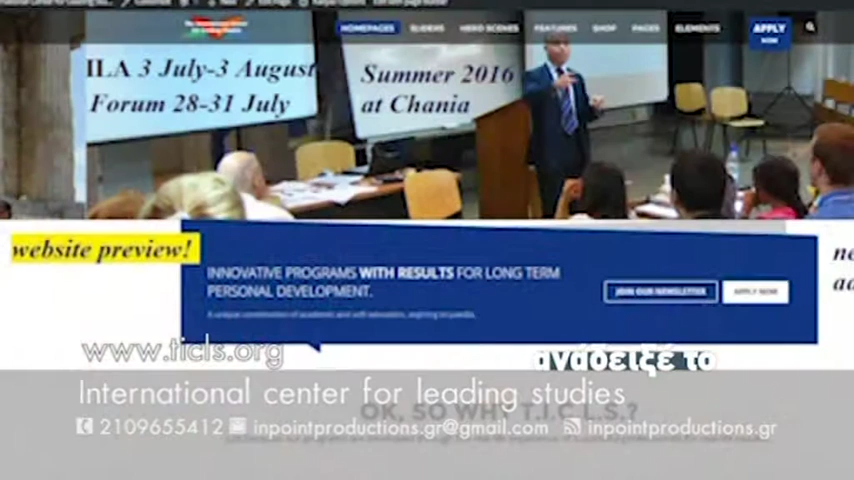 HOMEPAGES SLIDERS HERO SCENES FEATURES SHOP PAGES ELEMENTS APPLY
NOW
ILA 3 July-3 August
Forum 28-31 July
Summer 2016
at Chania
website preview!
INNOVATIVE PROGRAMS WITH RESULTS FOR LONG TERM
PERSONAL DEVELOPMENT.
JOIN OUR NEWSLETTER
APPLY NOW
www.ticls.org
ανάδειξε το
International center for leading studies
OK, SO WHY T.I.C.L.S.?
2109655412 inpointproductions.gr@gmail.com inpointproductions.gr